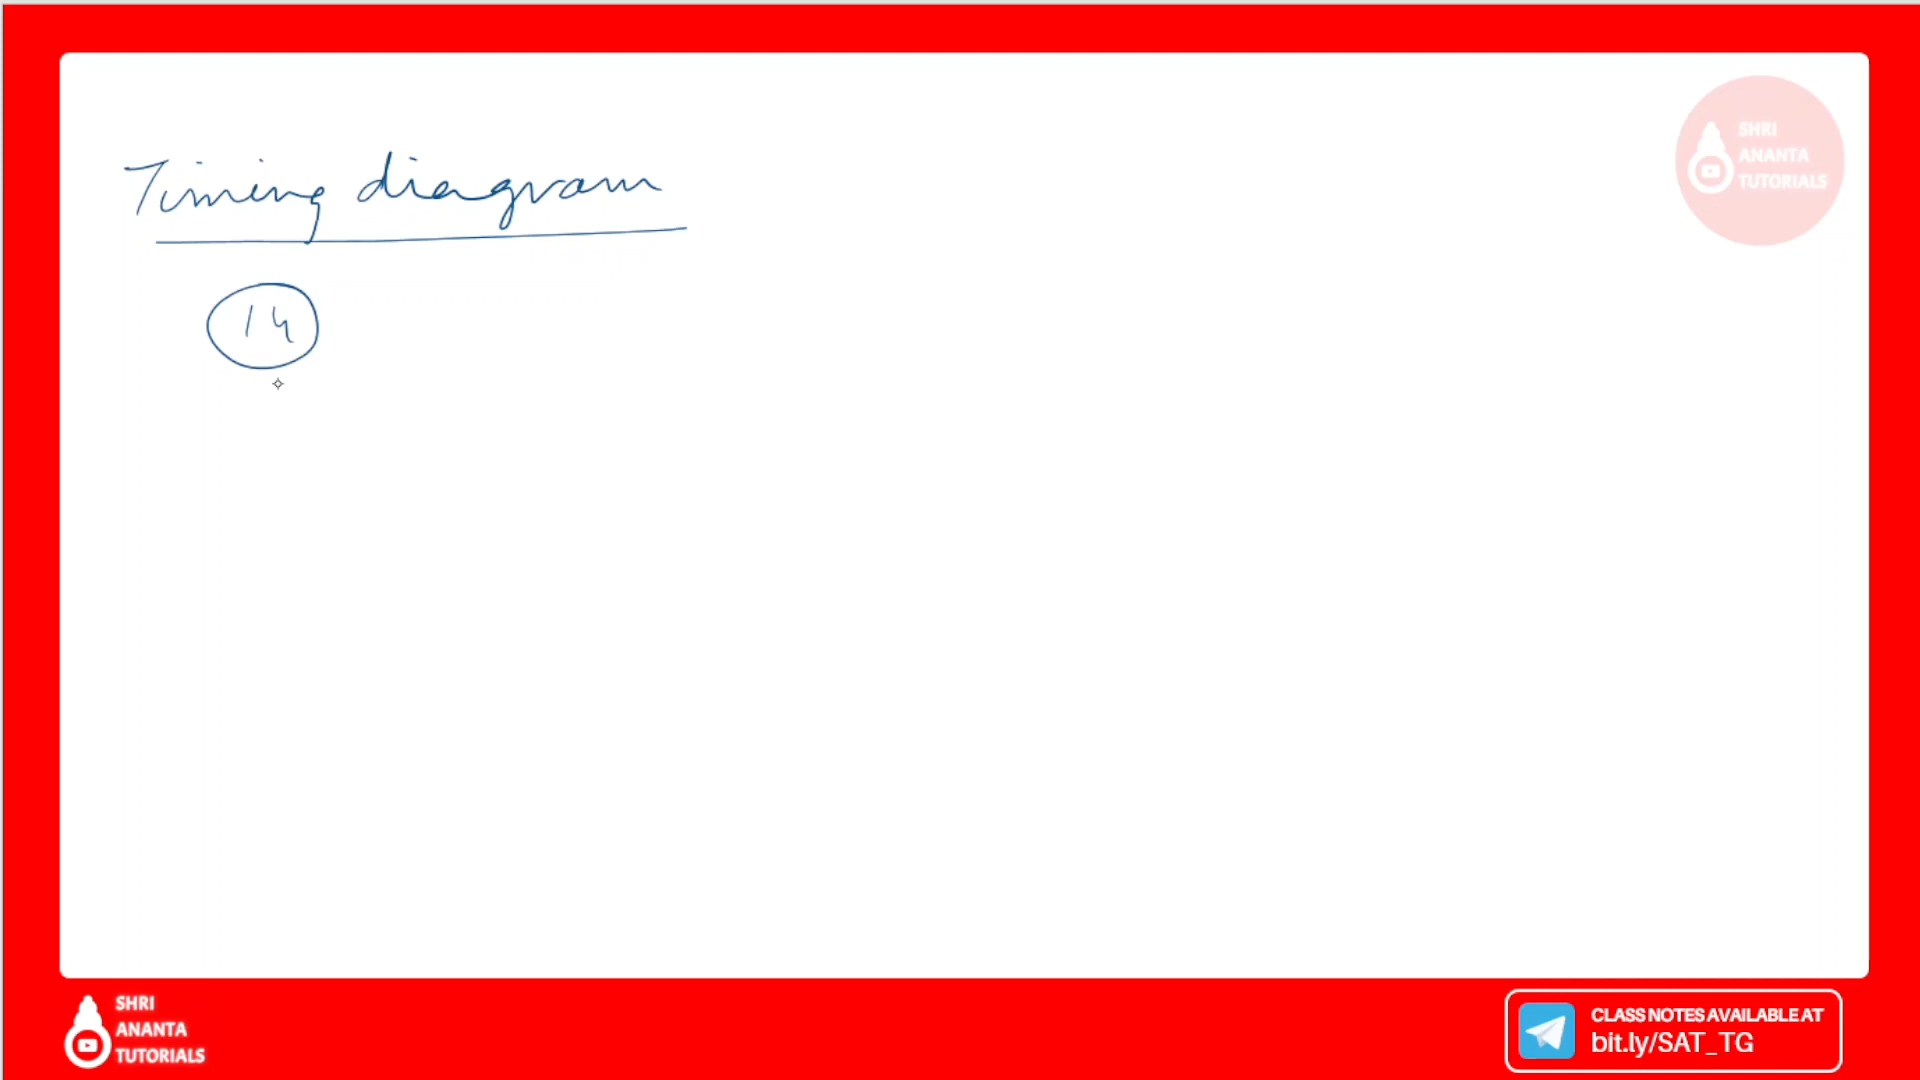 SHRI
ANANTA
TUTORIALS
Timing diagram
14
SHRI
ANANTA
TUTORIALS
CLASS NOTES AVAILABLE AT
bit.ly/SAT_TG